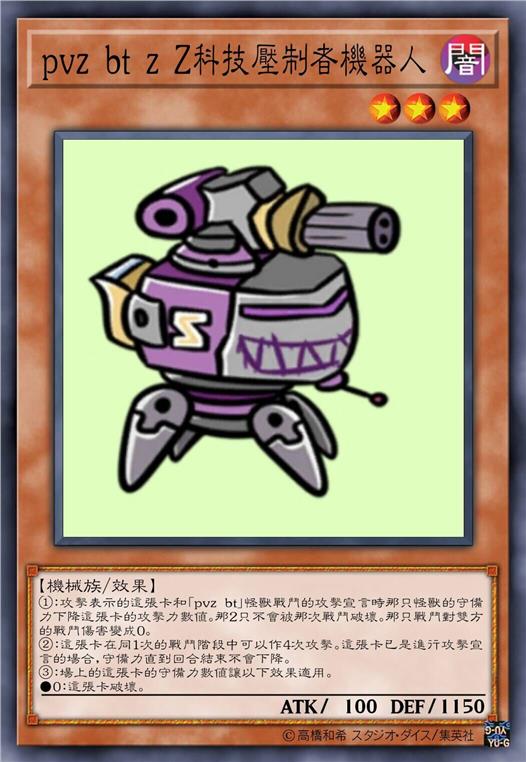 pvz bt z Z科技壓制者機器人
闇
【機械族/效果】
①：攻擊表示的這張卡和「pvz bt」怪獸戰鬥的攻擊宣言時那只怪獸的守備
力下降這張卡的攻擊力數值。那2只不會被那次戰鬥破壞。那只戰鬥對雙方
的戰鬥傷害變成0。
②：這張卡在同1次的戰鬥階段中可以作4次攻擊。這張卡已是進行攻擊宣
言的場合，守備力直到回合結束不會下降。
③：場上的這張卡的守備力數值讓以下效果適用。
●0：這張卡破壞。
ATK/ 100 DEF/1150
©高橋和希 スタジオ・ダイス/集英社
YU-G